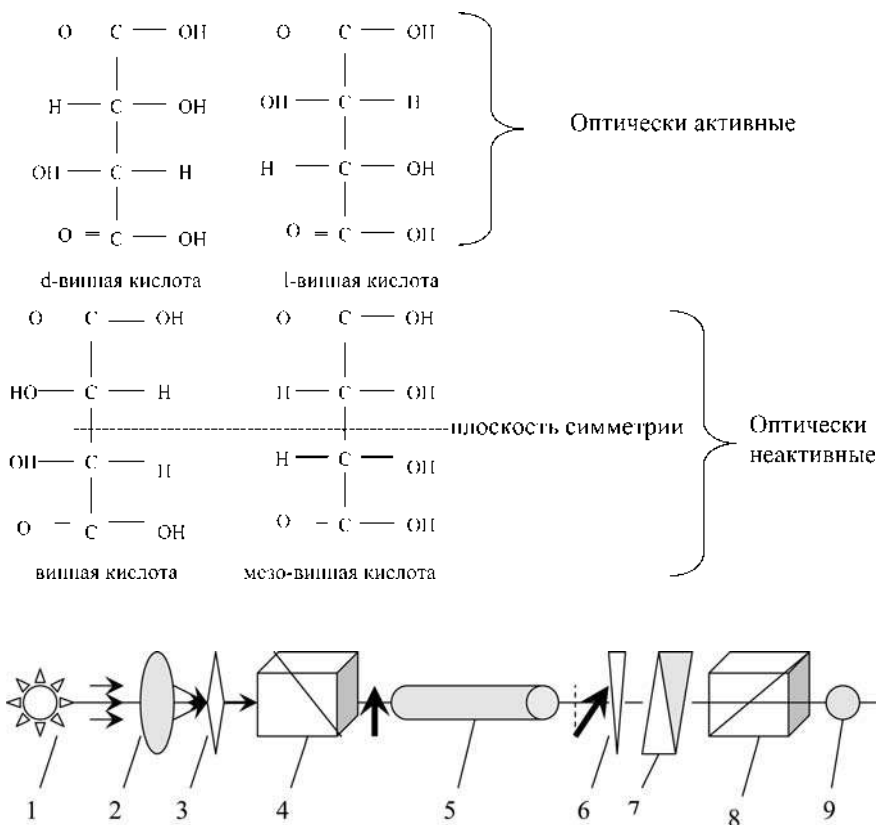 O C — OH O C — OH
H — C — OH OH — C — H
Оптически активные
OH — C — H H — C — OH
O = C — OH O = C — OH
d-винная кислота l-винная кислота
O C — OH O C — OH
HO — C — H H — C — OH
плоскость симметрии
Оптически
неактивные
OH — C — H H — C — OH
O – C — OH O – C — OH
винная кислота мезо-винная кислота
1 2 3 4 5 6 7 8 9